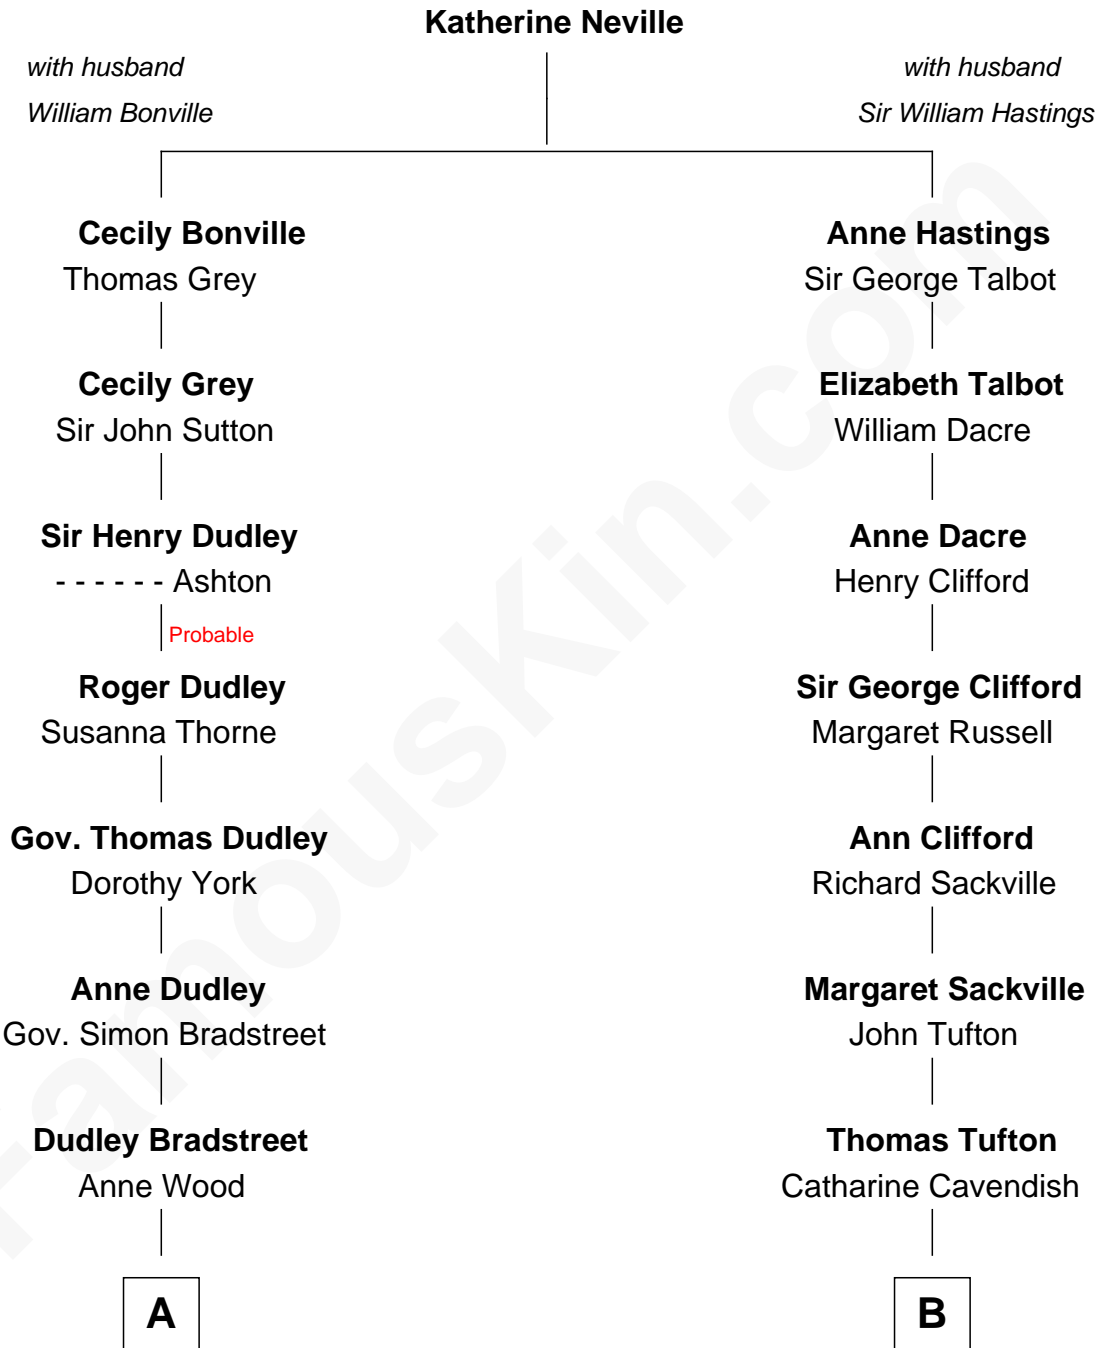 Katherine Neville
with husband
William Bonville
with husband
Sir William Hastings
Cecily Bonville
Thomas Grey
Anne Hastings
Sir George Talbot
Cecily Grey
Sir John Sutton
Elizabeth Talbot
William Dacre
Sir Henry Dudley
- - - - - - Ashton
Anne Dacre
Henry Clifford
Probable
Roger Dudley
Susanna Thorne
Sir George Clifford
Margaret Russell
Gov. Thomas Dudley
Dorothy York
Ann Clifford
Richard Sackville
Anne Dudley
Gov. Simon Bradstreet
Margaret Sackville
John Tufton
Dudley Bradstreet
Anne Wood
Thomas Tufton
Catharine Cavendish
A
B
FamousKin.com